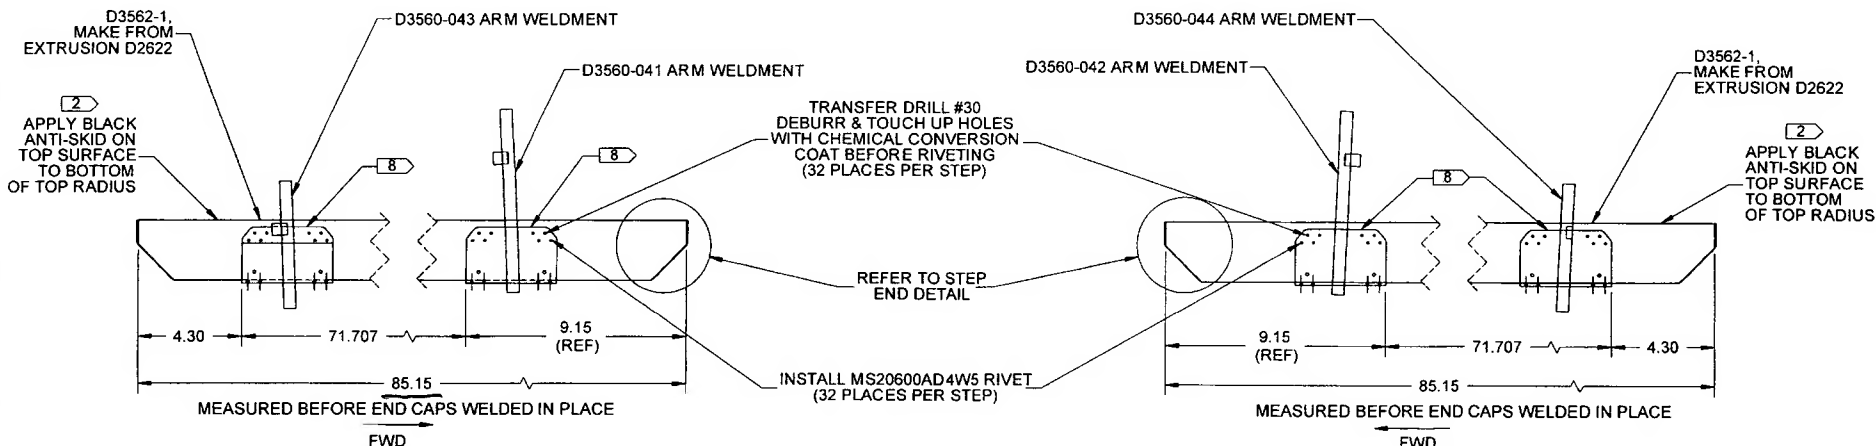 D3562-1,
MAKE FROM
EXTRUSION D2622
D3560-043 ARM WELDMENT
D3560-041 ARM WELDMENT
2
APPLY BLACK
ANTI-SKID ON
TOP SURFACE
TO BOTTOM
OF TOP RADIUS
8
8
TRANSFER DRILL #30
DEBURR & TOUCH UP HOLES
WITH CHEMICAL CONVERSION
COAT BEFORE RIVETING
(32 PLACES PER STEP)
REFER TO STEP
END DETAIL
INSTALL MS20600AD4W5 RIVET
(32 PLACES PER STEP)
4.30
71.707
9.15
(REF)
85.15
MEASURED BEFORE END CAPS WELDED IN PLACE
FWD
D3560-044 ARM WELDMENT
D3560-042 ARM WELDMENT
D3562-1,
MAKE FROM
EXTRUSION D2622
2
APPLY BLACK
ANTI-SKID ON
TOP SURFACE
TO BOTTOM
OF TOP RADIUS
8
9.15
(REF)
71.707
4.30
85.15
MEASURED BEFORE END CAPS WELDED IN PLACE
FWD